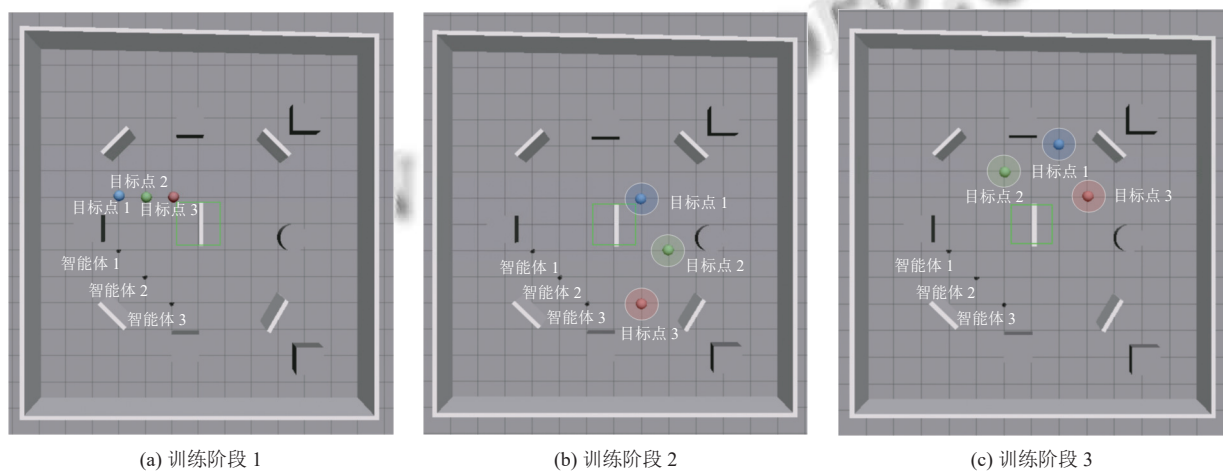 目标点 2
目标点 1
目标点 3
智能体 1
智能体 2
智能体 3
(a) 训练阶段 1
目标点 1
目标点 2
智能体 1
智能体 2
智能体 3
目标点 3
(b) 训练阶段 2
目标点 1
目标点 2
目标点 3
智能体 1
智能体 2
智能体 3
(c) 训练阶段 3